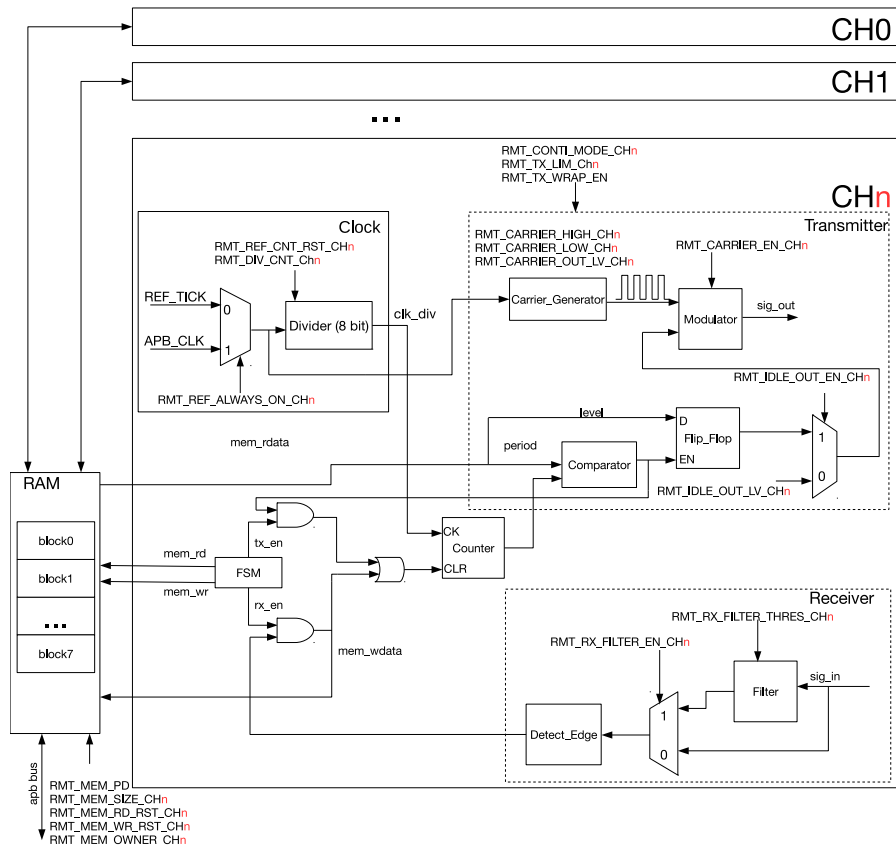 CH0
CH1
...
RMT_CONTI_MODE_CHn
RMT_TX_LIM_Chn
RMT_TX_WRAP_EN
CHn
Clock
Transmitter
RMT_REF_CNT_RST_CHn
RMT_DIV_CNT_Chn
RMT_CARRIER_HIGH_CHn
RMT_CARRIER_LOW_CHn
RMT_CARRIER_OUT_LV_CHn
RMT_CARRIER_EN_CHn
REF_TICK
0
APB_CLK
1
Divider (8 bit)
clk_div
Carrier_Generator
Modulator
sig_out
RMT_REF_ALWAYS_ON_CHn
RMT_IDLE_OUT_EN_CHn
mem_rdata
level
period
D
Flip_Flop
EN
1
0
Comparator
RMT_IDLE_OUT_LV_CHn
RAM
block0
block1
...
block7
mem_rd
mem_wr
tx_en
FSM
rx_en
CK
Counter
CLR
mem_wdata
Receiver
RMT_RX_FILTER_THRES_CHn
RMT_RX_FILTER_EN_CHn
sig_in
Filter
1
0
Detect_Edge
apb bus
RMT_MEM_PD
RMT_MEM_SIZE_CHn
RMT_MEM_RD_RST_CHn
RMT_MEM_WR_RST_CHn
RMT_MEM_OWNER_CHn